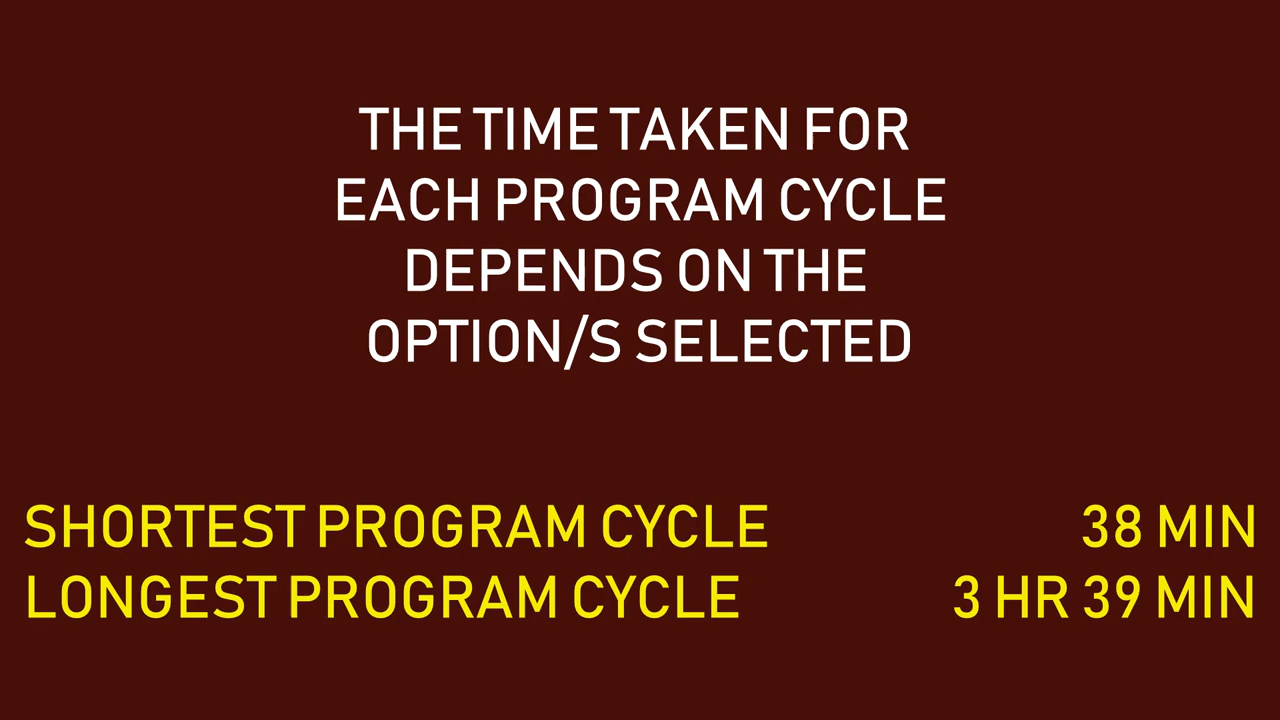 THE TIME TAKEN FOR
EACH PROGRAM CYCLE
DEPENDS ON THE
OPTION/S SELECTED
SHORTEST PROGRAM CYCLE 38 MIN
LONGEST PROGRAM CYCLE 3 HR 39 MIN